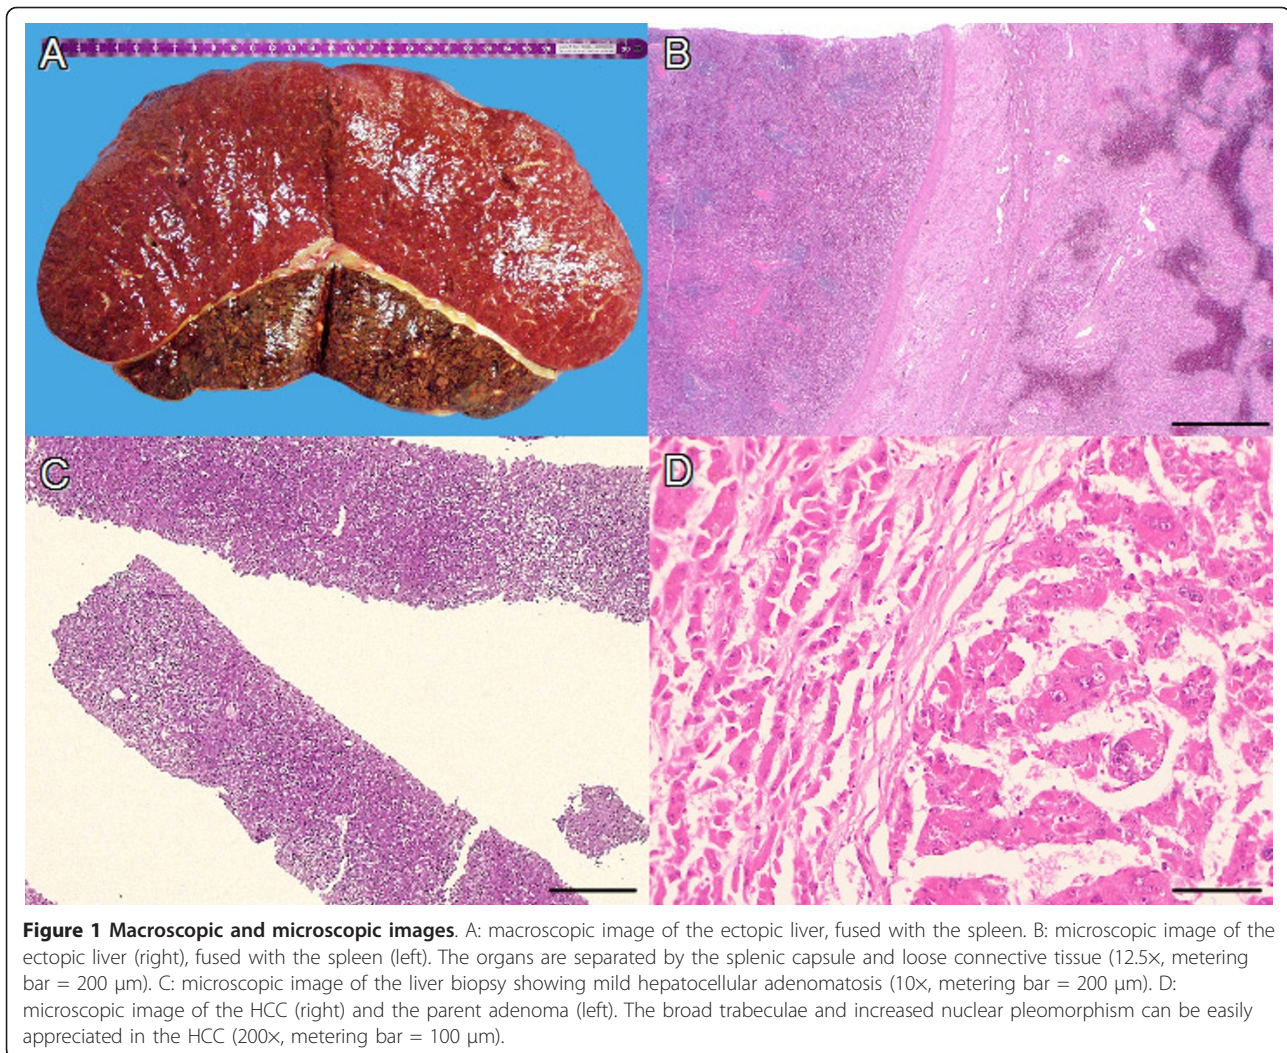 A
B
C
D
Figure 1 Macroscopic and microscopic images. A: macroscopic image of the ectopic liver, fused with the spleen. B: microscopic image of the
ectopic liver (right), fused with the spleen (left). The organs are separated by the splenic capsule and loose connective tissue (12.5×, metering
bar = 200 μm). C: microscopic image of the liver biopsy showing mild hepatocellular adenomatosis (10×, metering bar = 200 μm). D:
microscopic image of the HCC (right) and the parent adenoma (left). The broad trabeculae and increased nuclear pleomorphism can be easily
appreciated in the HCC (200×, metering bar = 100 μm).